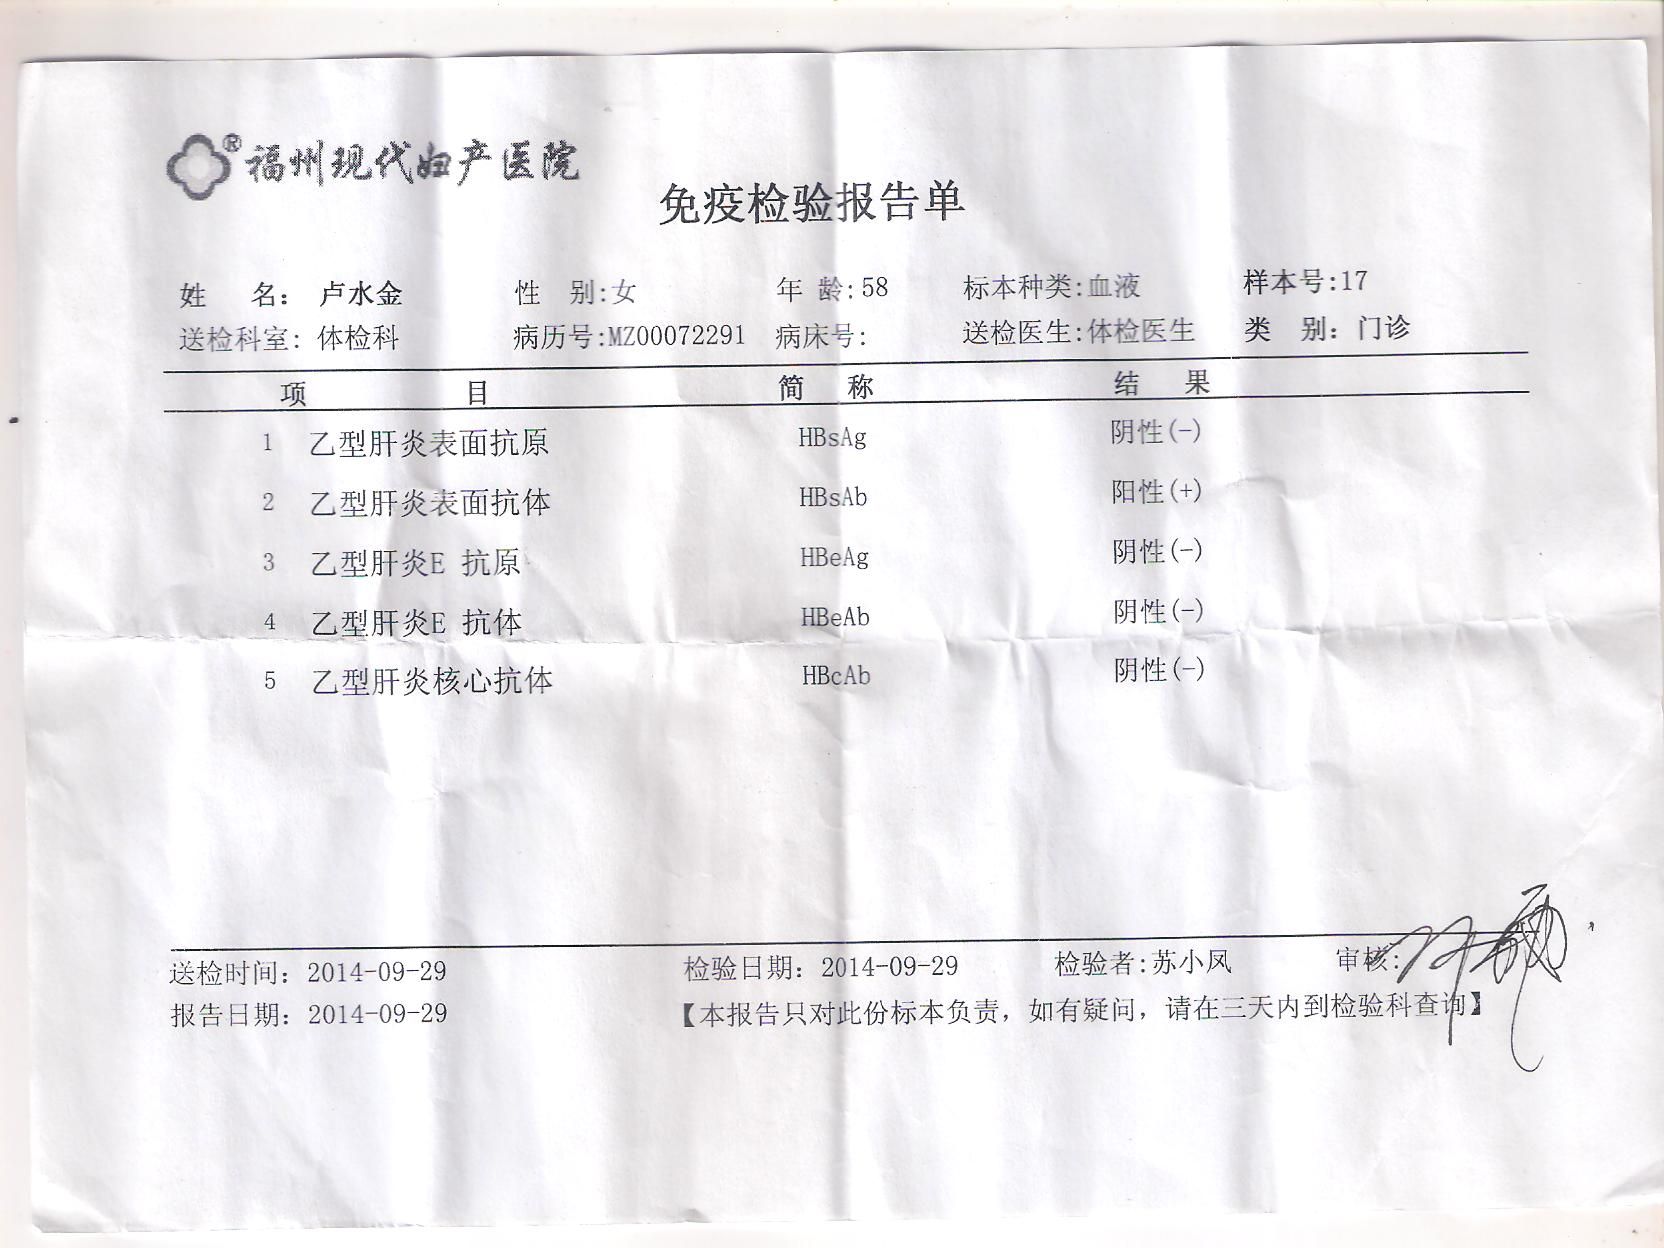 ® 福州现代妇产医院
免疫检验报告单
姓 名: 卢水金 性 别:女 年 龄:58 标本种类:血液 样本号:17
送检科室: 体检科 病历号:MZ00072291 病床号: 送检医生:体检医生 类 别: 门诊
项 目 简 称 结 果
1 乙型肝炎表面抗原 HBsAg 阴性(-)
2 乙型肝炎表面抗体 HBsAb 阳性(+)
3 乙型肝炎E 抗原 HBeAg 阴性(-)
4 乙型肝炎E 抗体 HBeAb 阴性(-)
5 乙型肝炎核心抗体 HBcAb 阴性(-)
送检时间: 2014-09-29 检验日期: 2014-09-29 检验者:苏小凤 审核:
报告日期: 2014-09-29 【本报告只对此份标本负责，如有疑问，请在三天内到检验科查询】